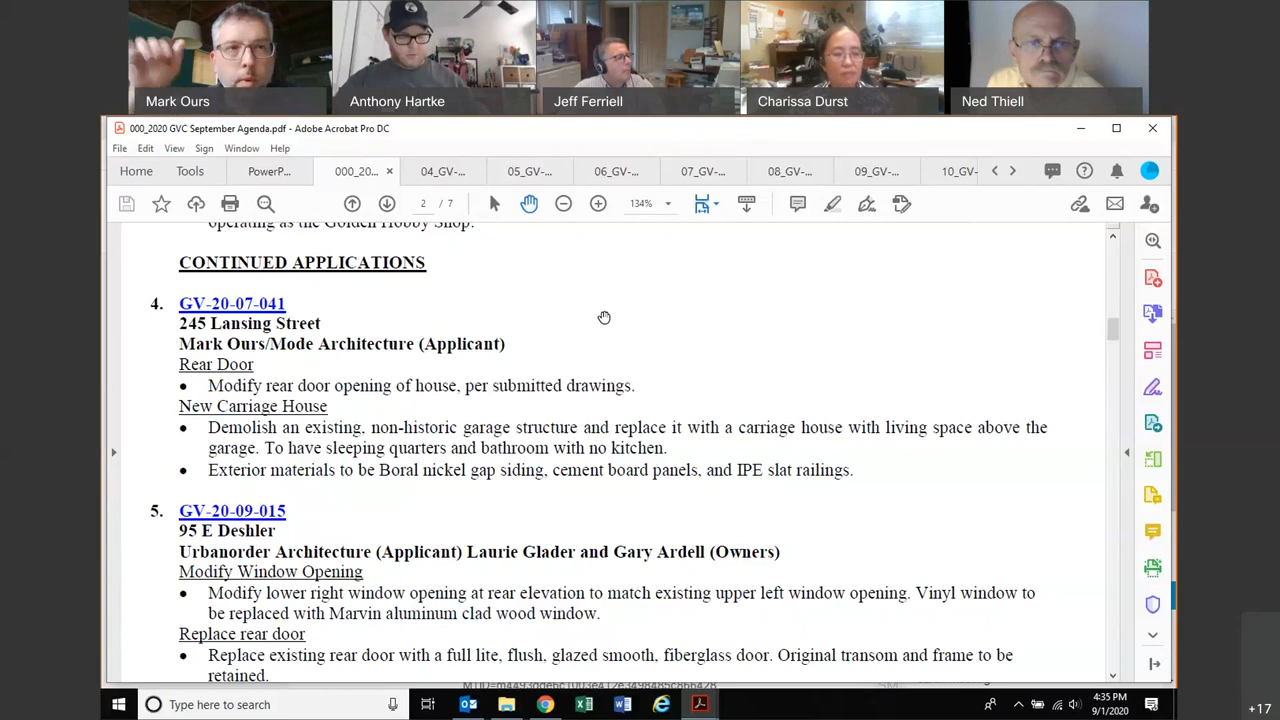 Mark Ours
Anthony Hartke
Jeff Ferriell
Charissa Durst
Ned Thiell
000_2020 GVC September Agenda.pdf - Adobe Acrobat Pro DC
File Edit View Sign Window Help
Home Tools PowerP... 000_20... × 04_GV-... 05_GV-... 06_GV-... 07_GV-... 08_GV-... 09_GV-... 10_GV-
2 / 7 134%
operating as the Golden Hobby Shop.
CONTINUED APPLICATIONS
4. GV-20-07-041
245 Lansing Street
Mark Ours/Mode Architecture (Applicant)
Rear Door
• Modify rear door opening of house, per submitted drawings.
New Carriage House
• Demolish an existing, non-historic garage structure and replace it with a carriage house with living space above the
garage. To have sleeping quarters and bathroom with no kitchen.
• Exterior materials to be Boral nickel gap siding, cement board panels, and IPE slat railings.
5. GV-20-09-015
95 E Deshler
Urbanorder Architecture (Applicant) Laurie Glader and Gary Ardell (Owners)
Modify Window Opening
• Modify lower right window opening at rear elevation to match existing upper left window opening. Vinyl window to
be replaced with Marvin aluminum clad wood window.
Replace rear door
• Replace existing rear door with a full lite, flush, glazed smooth, fiberglass door. Original transom and frame to be
retained.
Type here to search
4:35 PM
9/1/2020
+17